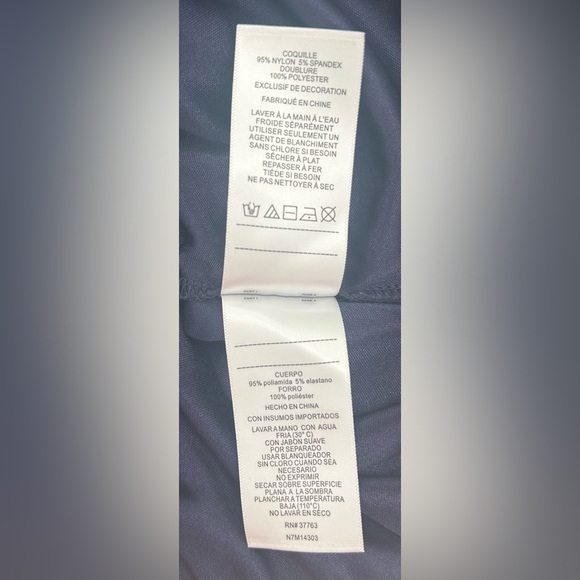 COQUILLE
95% NYLON 5% SPANDEX
DOUBLURE
100% POLYESTER
EXCLUSIF DE DECORATION
FABRIQUÉ EN CHINE
LAVER À LA MAIN À L'EAU
FROIDE SÉPARÉMENT
UTILISER SEULEMENT UN
AGENT DE BLANCHIMENT
SANS CHLORE SI BESOIN
SÉCHER À PLAT
REPASSER À FER
TIÈDE SI BESOIN
NE PAS NETTOYER À SEC
CUERPO
95% poliamida 5% elastano
FORRO
100% poliéster
HECHO EN CHINA
CON INSUMOS IMPORTADOS
LAVAR A MANO CON AGUA
FRIA (30° C)
CON JABON SUAVE
POR SEPARADO
USAR BLANQUEADOR
SIN CLORO CUANDO SEA
NECESARIO
NO EXPRIMIR
SECAR SOBRE SUPERFICIE
PLANA A LA SOMBRA
PLANCHAR A TEMPERATURA
BAJA (110°C)
NO LAVAR EN SECO
RN# 37763
N7M14303